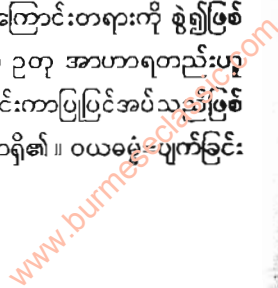 ကြောင်းတရားကို စွဲ၍ဖြစ်
ဥတု အာဟာရတည်းဟူ
င်းကာပြုပြင်အပ်သည်ဖြစ်
ာရှိ၏ ။ ဝယဓမ္မံ=ပျက်ခြင်း
www.burmeseclassic.com